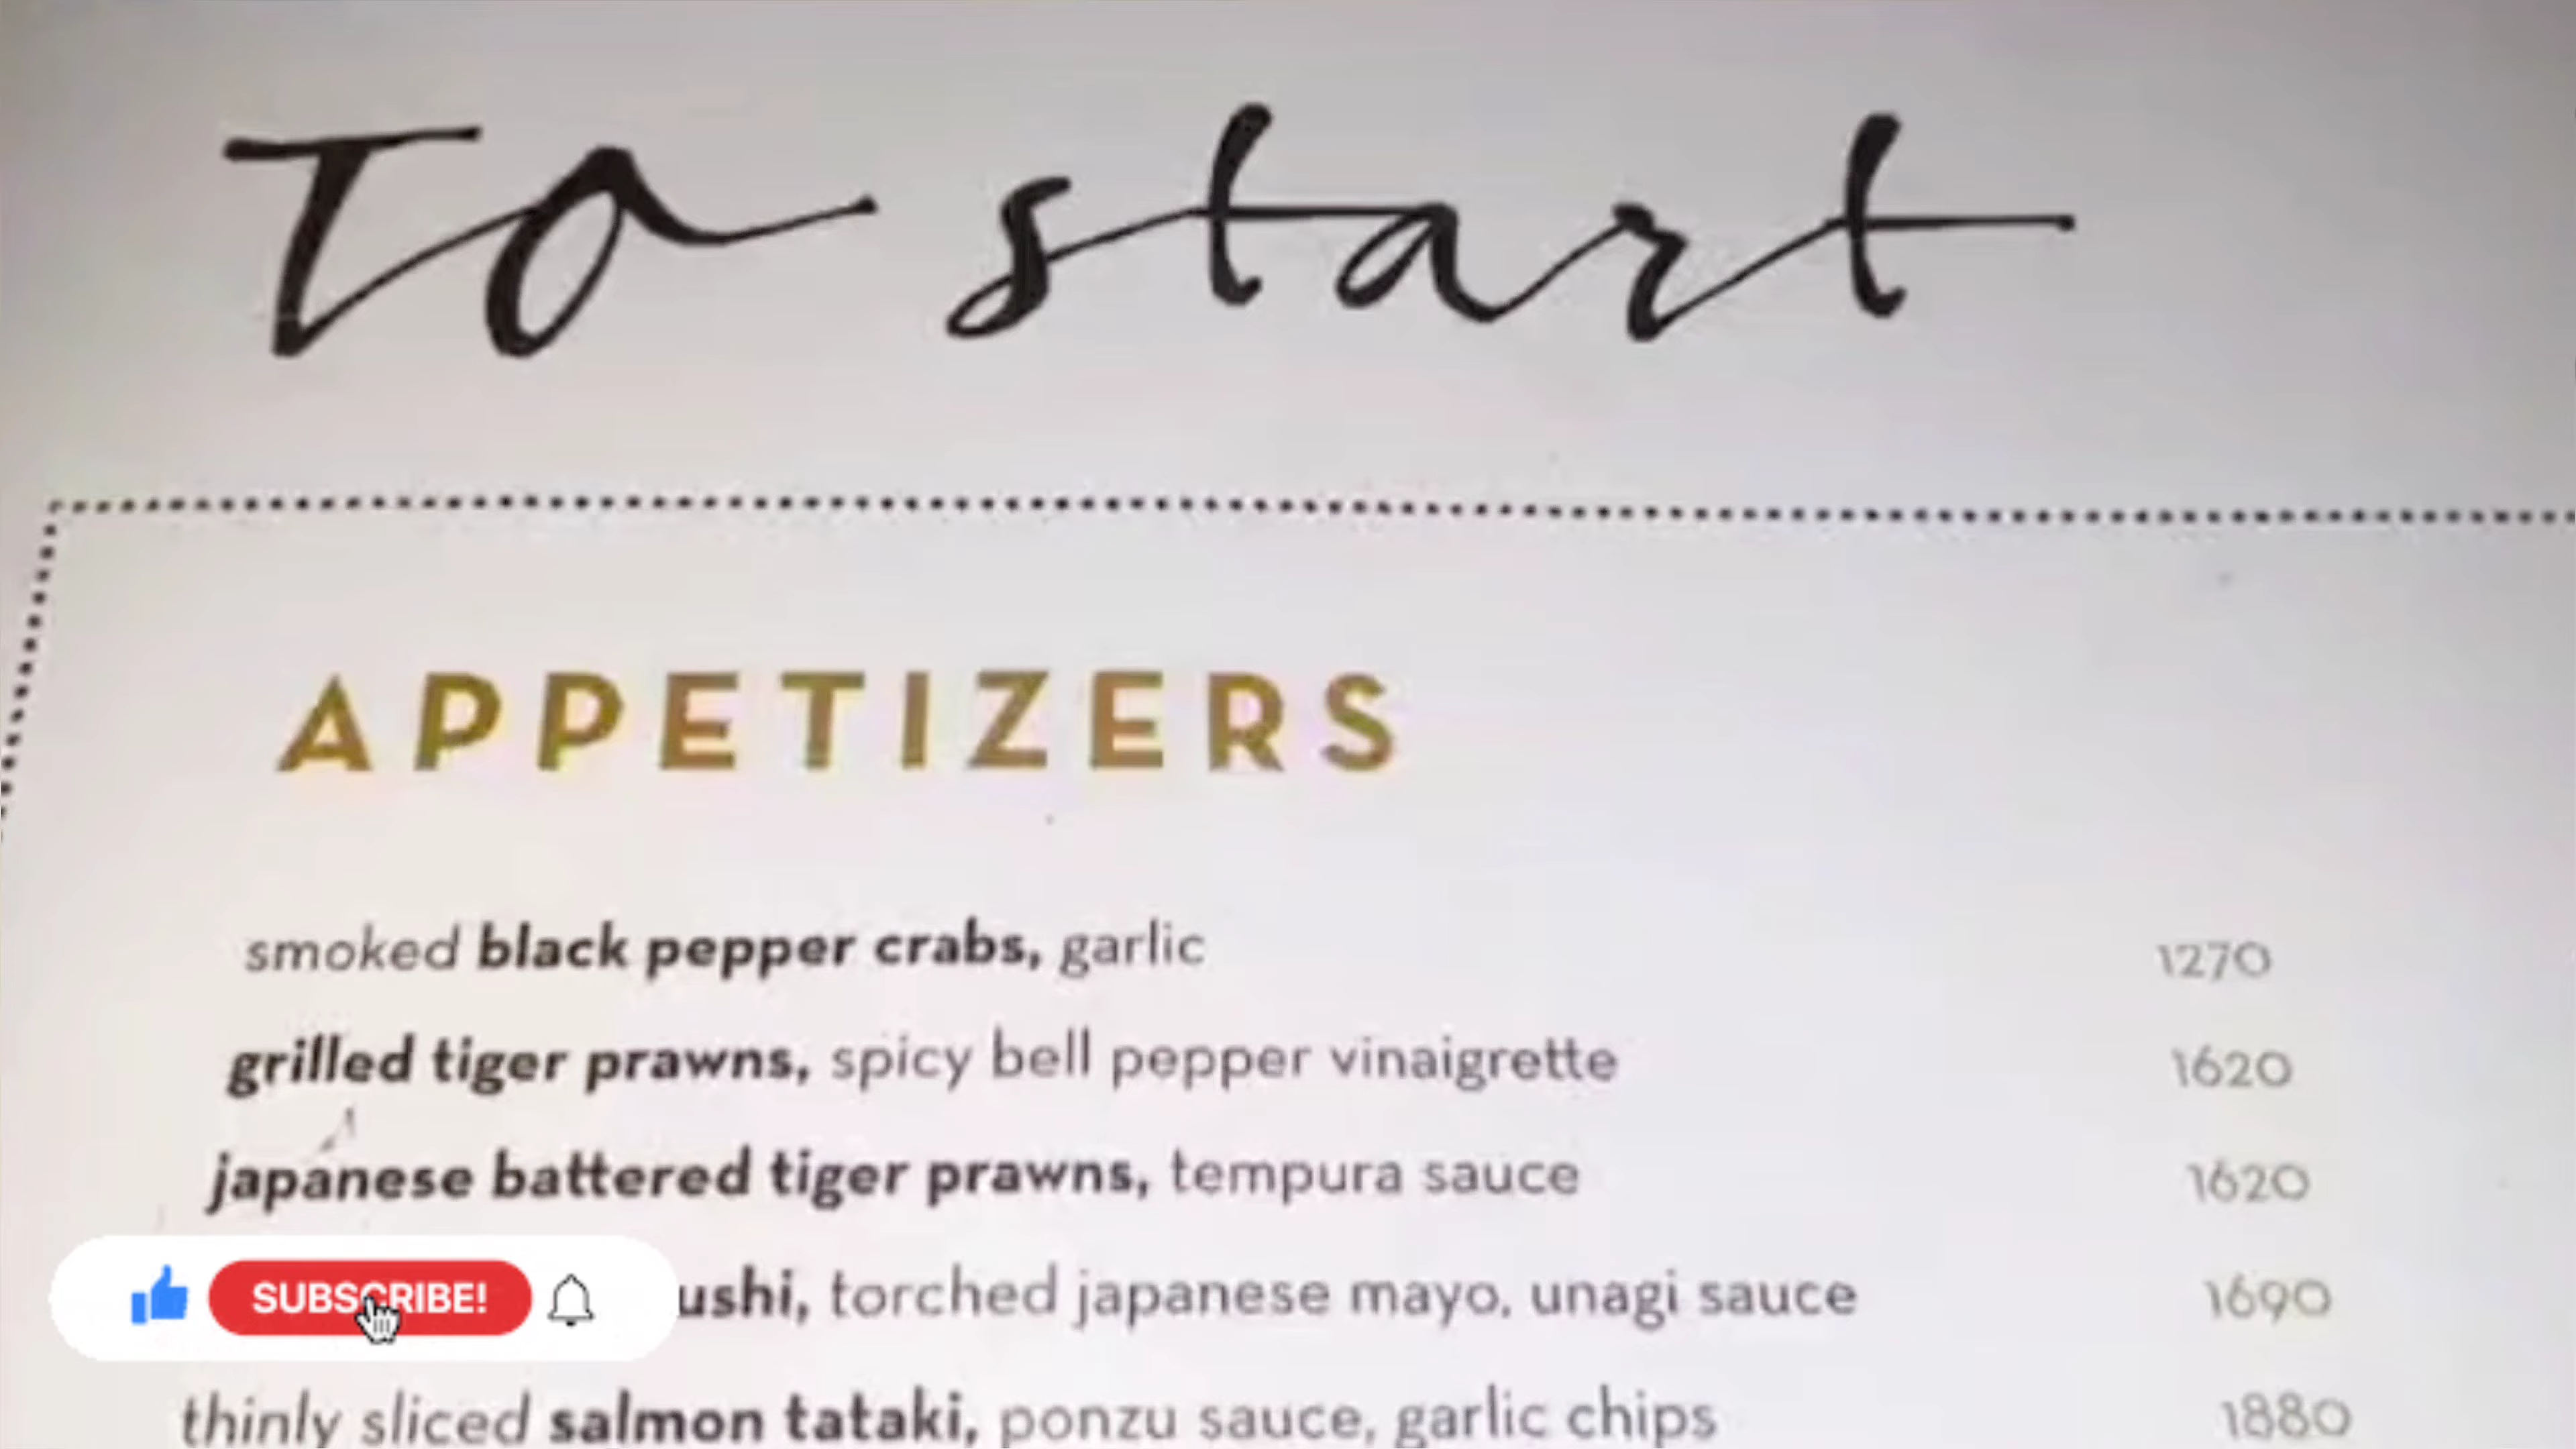 To start
APPETIZERS
smoked black pepper crabs, garlic 1270
grilled tiger prawns, spicy bell pepper vinaigrette 1620
japanese battered tiger prawns, tempura sauce 1620
SUBSCRIBE! torched japanese mayo, unagi sauce 1690
thinly sliced salmon tataki, ponzu sauce, garlic chips 1880